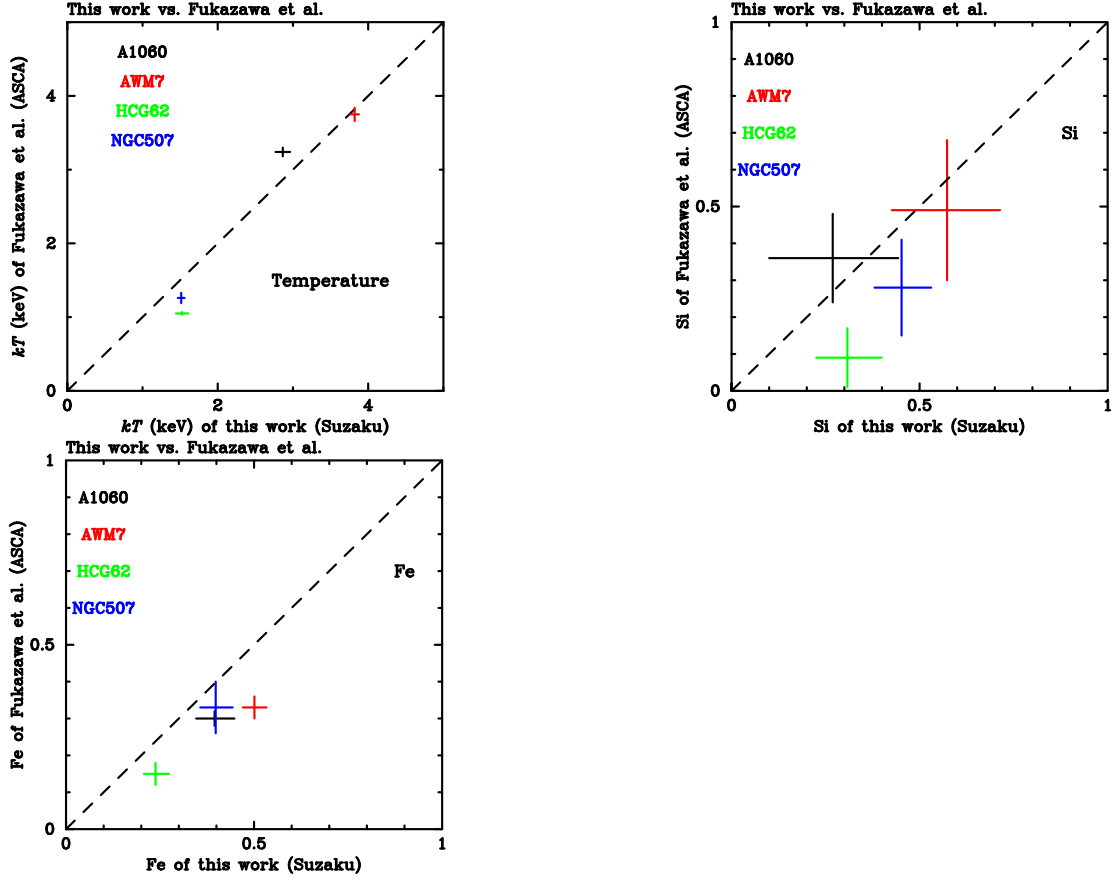 This work vs. Fukazawa et al.
A1060
AWM7
HCG62
NGC507
Temperature
kT (keV) of Fukazawa et al. (ASCA)
4
2
0
0 2 4
kT (keV) of this work (Suzaku)
This work vs. Fukazawa et al.
A1060
AWM7
HCG62
NGC507
Si
Si of Fukazawa et al. (ASCA)
1
0.5
0
0 0.5 1
Si of this work (Suzaku)
This work vs. Fukazawa et al.
A1060
AWM7
HCG62
NGC507
Fe
Fe of Fukazawa et al. (ASCA)
1
0.5
0
0 0.5 1
Fe of this work (Suzaku)